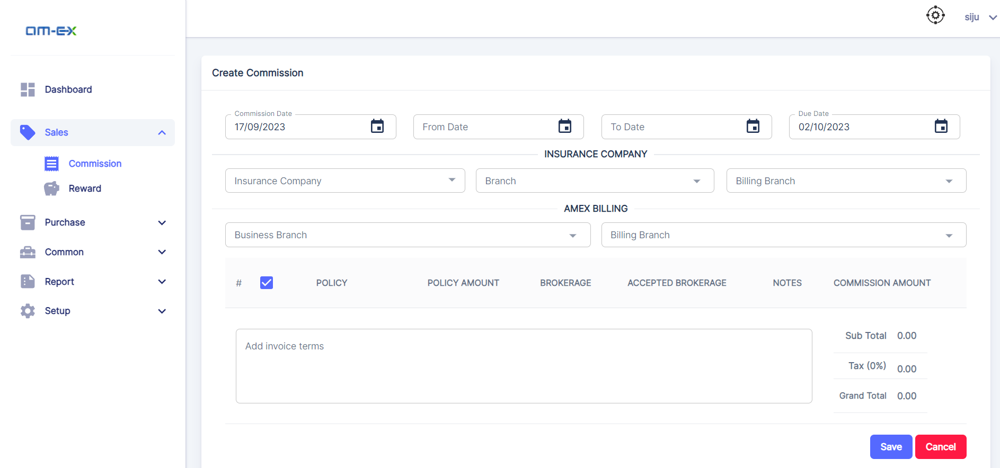 am-ex
siju
Dashboard
Sales
Commission
Reward
Purchase
Common
Report
Setup
Create Commission
Commission Date
17/09/2023
From Date
To Date
Due Date
02/10/2023
INSURANCE COMPANY
Insurance Company
Branch
Billing Branch
AMEX BILLING
Business Branch
Billing Branch
# POLICY POLICY AMOUNT BROKERAGE ACCEPTED BROKERAGE NOTES COMMISSION AMOUNT
Add invoice terms
Sub Total 0.00
Tax (0%) 0.00
Grand Total 0.00
Save
Cancel